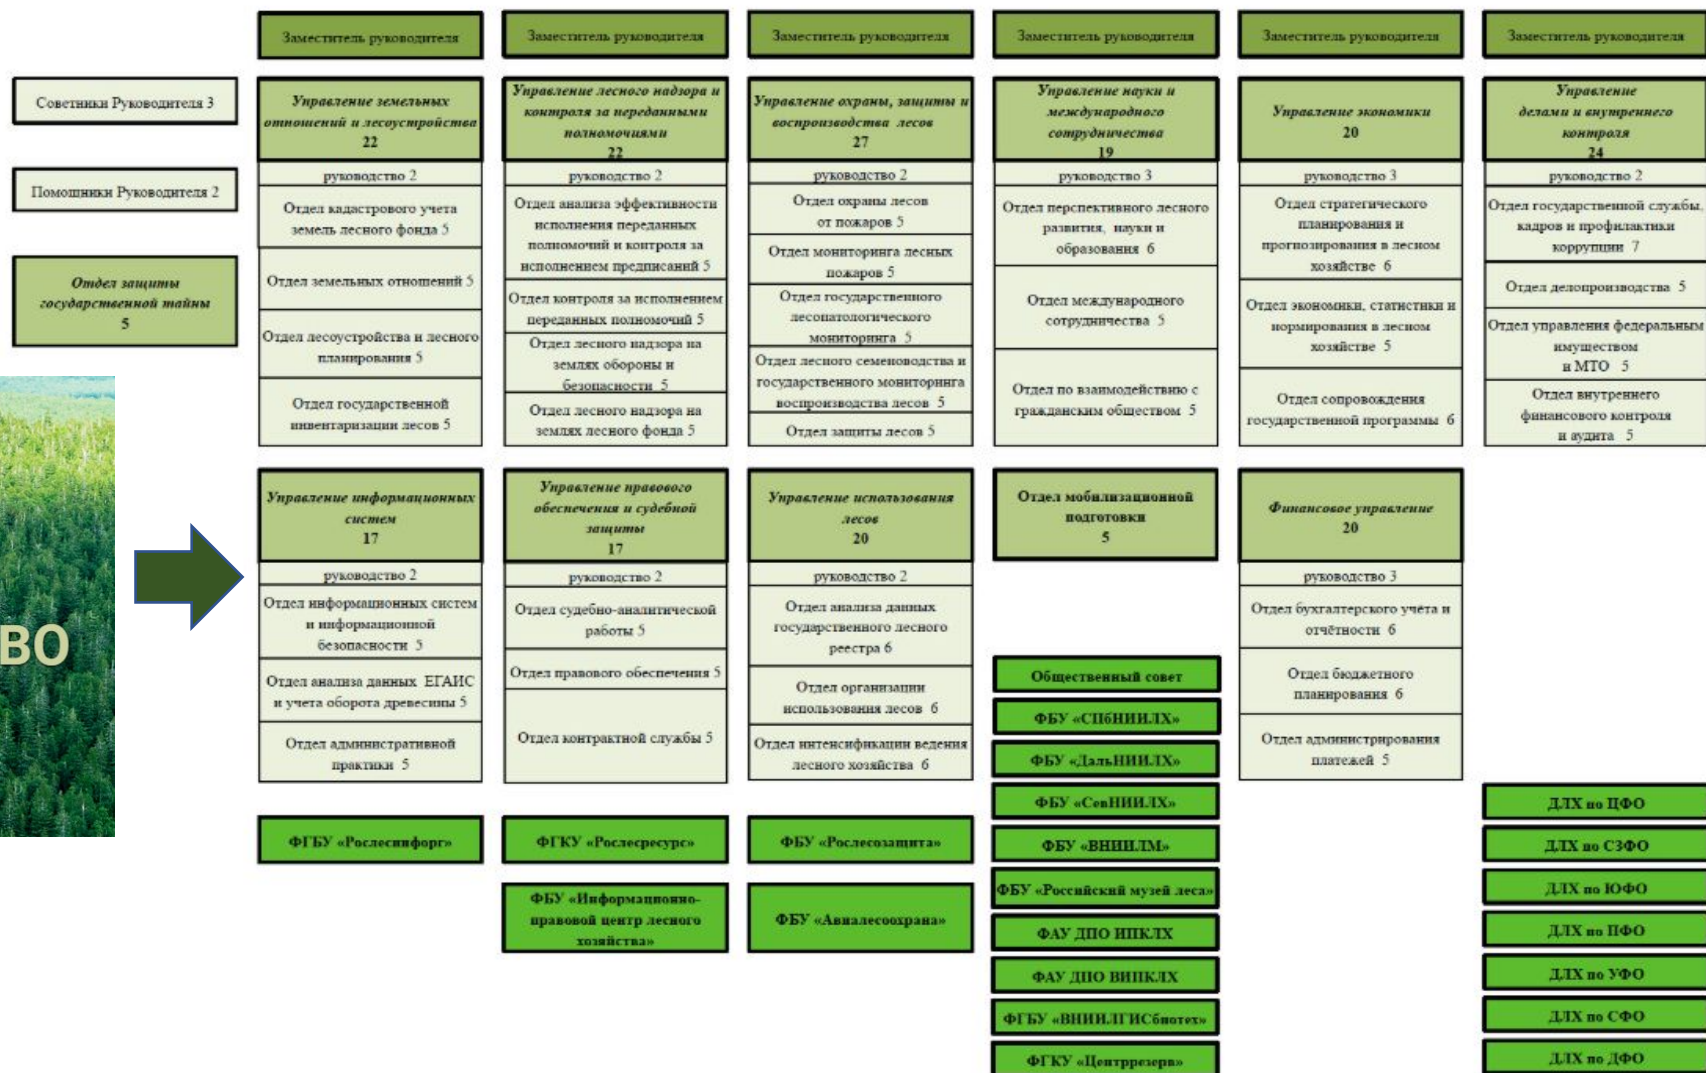 Заместитель руководителя
Заместитель руководителя
Заместитель руководителя
Заместитель руководителя
Заместитель руководителя
Заместитель руководителя
Советники Руководителя 3
Помощники Руководителя 2
Отдел защиты
государственной тайны
5
ВО
Управление земельных
отношений и лесоустройства
22
руководство 2
Отдел кадастрового учета
земель лесного фонда 5
Отдел земельных отношений 5
Отдел лесоустройства и лесного
планирования 5
Отдел государственной
инвентаризации лесов 5
Управление лесного надзора и
контроля за переданными
полномочиями
22
руководство 2
Отдел анализа эффективности
исполнения переданных
полномочий и контроля за
исполнением предписаний 5
Отдел контроля за исполнением
переданных полномочий 5
Отдел лесного надзора на
землях обороны и
безопасности 5
Отдел лесного надзора на
землях лесного фонда 5
Управление охраны, защиты и
воспроизводства лесов
27
руководство 2
Отдел охраны лесов
от пожаров 5
Отдел мониторинга лесных
пожаров 5
Отдел государственного
лесопатологического
мониторинга 5
Отдел лесного семеноводства и
государственного мониторинга
воспроизводства лесов 5
Отдел защиты лесов 5
Управление науки и
международного
сотрудничества
19
руководство 3
Отдел перспективного лесного
развития, науки и
образования 6
Отдел международного
сотрудничества 5
Отдел по взаимодействию с
гражданским обществом 5
Управление экономики
20
руководство 3
Отдел стратегического
планирования и
прогнозирования в лесном
хозяйстве 6
Отдел экономики, статистики и
нормирования в лесном
хозяйстве 5
Отдел сопровождения
государственной программы 6
Управление
делами и внутреннего
контроля
24
руководство 2
Отдел государственной службы,
кадров и профилактики
коррупции 7
Отдел делопроизводства 5
Отдел управления федеральным
имуществом
и МТО 5
Отдел внутреннего
финансового контроля
и аудита 5
Управление информационных
систем
17
руководство 2
Отдел информационных систем
и информационной
безопасности 5
Отдел анализа данных ЕГАИС
и учета оборота древесины 5
Отдел административной
практики 5
Управление правового
обеспечения и судебной
защиты
17
руководство 2
Отдел судебно-аналитической
работы 5
Отдел правового обеспечения 5
Отдел контрактной службы 5
Управление использования
лесов
20
руководство 2
Отдел анализа данных
государственного лесного
реестра 6
Отдел организации
использования лесов 6
Отдел интенсификации ведения
лесного хозяйства 6
Отдел мобилизационной
подготовки
5
Финансовое управление
20
руководство 3
Отдел бухгалтерского учёта и
отчётности 6
Отдел бюджетного
планирования 6
Отдел администрирования
платежей 5
ФГБУ «Рослесинфорг»
ФГКУ «Рослесресурс»
ФБУ «Информационно-
правовой центр лесного
хозяйства»
ФБУ «Рослесозащита»
ФБУ «Авиалесоохрана»
Общественный совет
ФБУ «СПбНИИЛХ»
ФБУ «ДальНИИЛХ»
ФБУ «СевНИИЛХ»
ФБУ «ВНИИЛМ»
ФБУ «Российский музей леса»
ФАУ ДПО ИПКЛХ
ФАУ ДПО ВИПКЛХ
ФГБУ «ВНИИЛГИСбиотех»
ФГКУ «Центррезерв»
ДЛХ по ЦФО
ДЛХ по СЗФО
ДЛХ по ЮФО
ДЛХ по ПФО
ДЛХ по УФО
ДЛХ по СФО
ДЛХ по ДФО